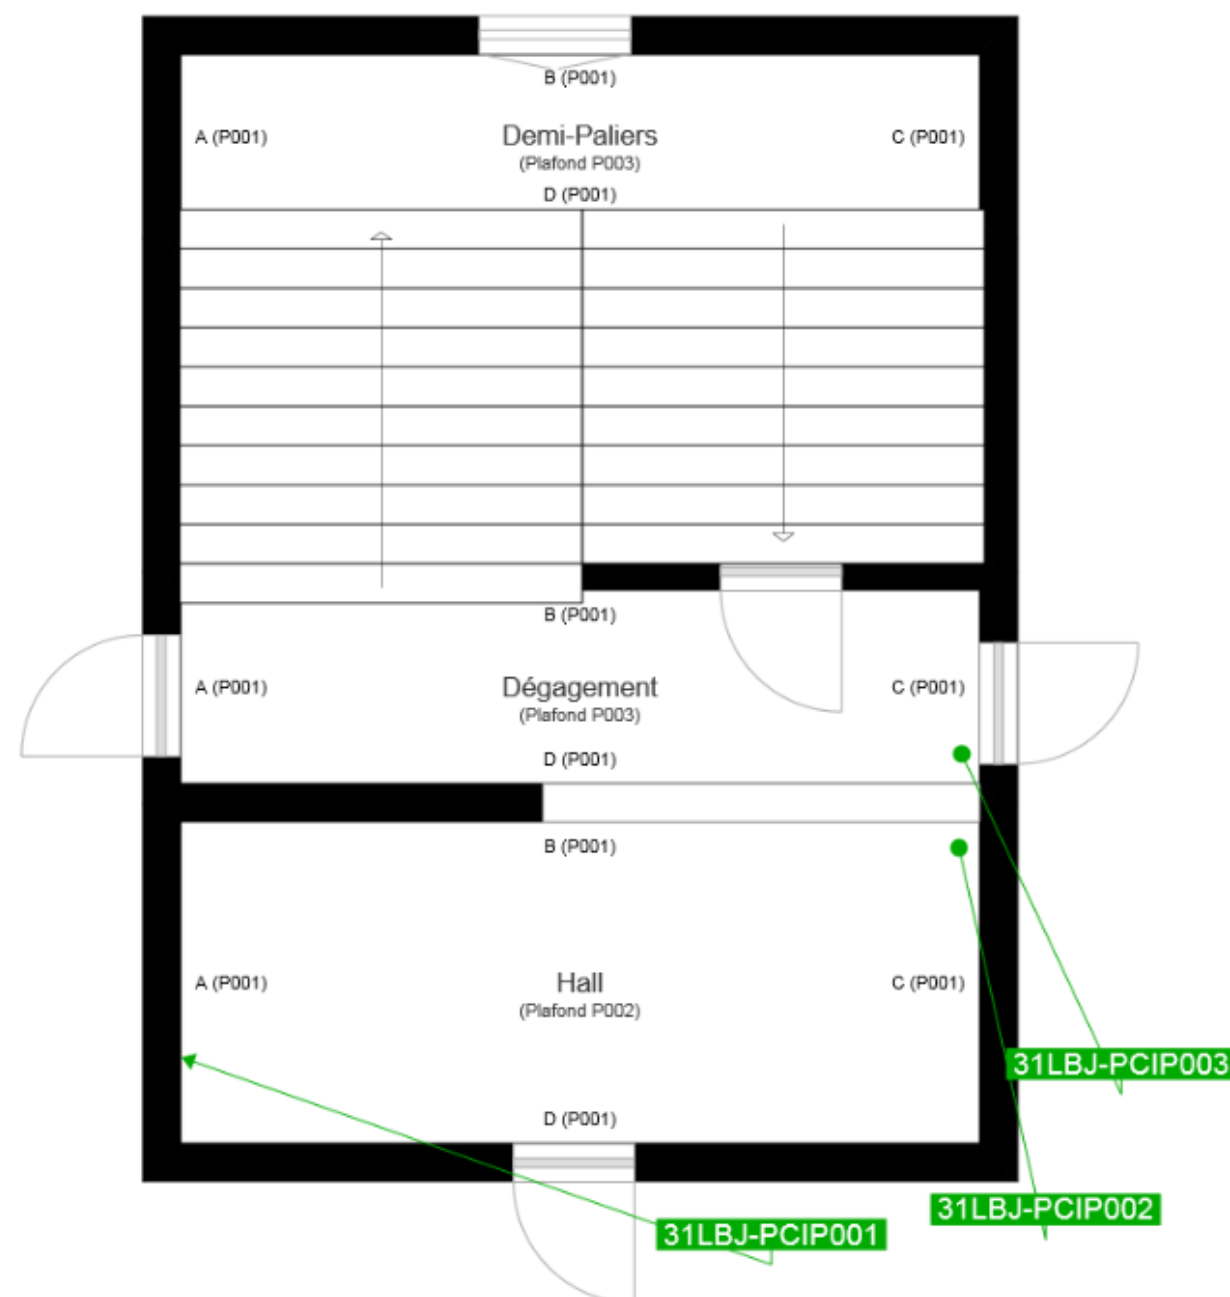 B (P001)
A (P001)
Demi-Paliers
C (P001)
(Plafond P003)
D (P001)
B (P001)
A (P001)
Dégagement
C (P001)
(Plafond P003)
D (P001)
B (P001)
A (P001)
Hall
C (P001)
(Plafond P002)
31LBJ-PCIP003
D (P001)
31LBJ-PCIP002
31LBJ-PCIP001